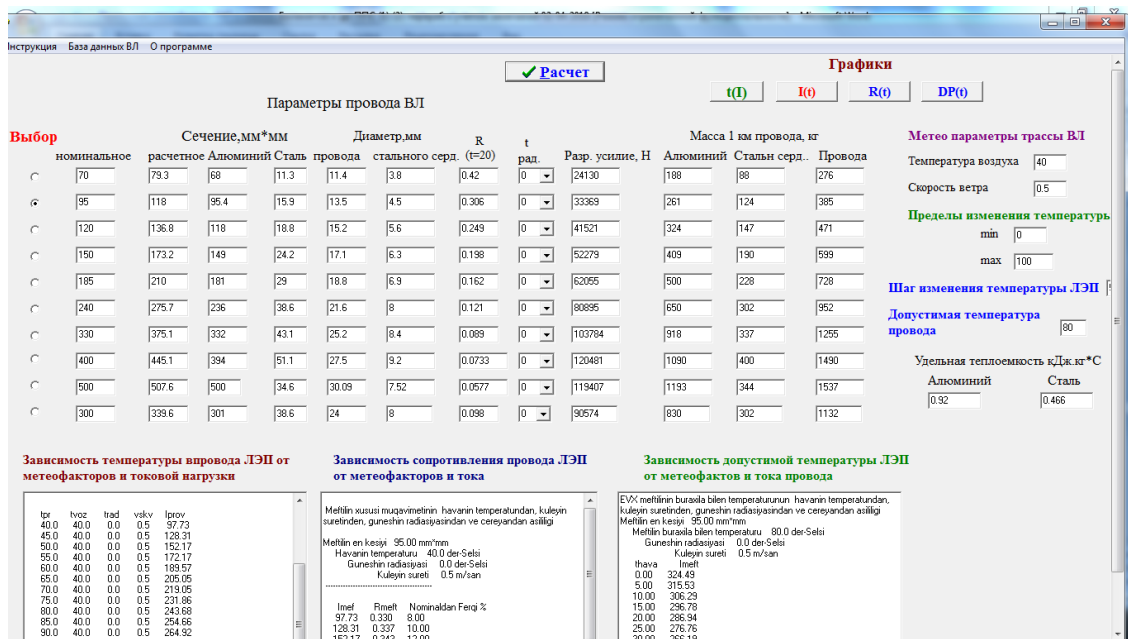 Инструкция База данных ВЛ О программе
Расчет
Графики
t(I) I(t) R(t) DP(t)
Параметры провода ВЛ
Выбор Сечение,мм*мм Диаметр,мм R t Масса 1 км провода, кг
номинальное расчетное Алюминий Сталь провода стального серд. (t=20) рад. Разр. усилие, Н Алюминий Стальн серд.. Провода
70 79.3 68 11.3 11.4 3.8 0.42 0 24130 188 88 276
95 118 95.4 15.9 13.5 4.5 0.306 0 33369 261 124 385
120 136.8 118 18.8 15.2 5.6 0.249 0 41521 324 147 471
150 173.2 149 24.2 17.1 6.3 0.198 0 52279 409 190 599
185 210 181 29 18.8 6.9 0.162 0 62055 500 228 728
240 275.7 236 38.6 21.6 8 0.121 0 80895 650 302 952
330 375.1 332 43.1 25.2 8.4 0.089 0 103784 918 337 1255
400 445.1 394 51.1 27.5 9.2 0.0733 0 120481 1090 400 1490
500 507.6 500 34.6 30.09 7.52 0.0577 0 119407 1193 344 1537
300 339.6 301 38.6 24 8 0.098 0 90574 830 302 1132
Метео параметры трассы ВЛ
Температура воздуха 40
Скорость ветра 0.5
Пределы изменения температуры
min 0
max 100
Шаг изменения температуры ЛЭП
Допустимая температура
провода 80
Удельная теплоемкость кДж.кг*С
Алюминий Сталь
0.92 0.466
Зависимость температуры впровода ЛЭП от
метеофакторов и токовой нагрузки
tpr tvoz trad vskv Iprov
40.0 40.0 0.0 0.5 97.73
45.0 40.0 0.0 0.5 128.31
50.0 40.0 0.0 0.5 152.17
55.0 40.0 0.0 0.5 172.17
60.0 40.0 0.0 0.5 189.57
65.0 40.0 0.0 0.5 205.05
70.0 40.0 0.0 0.5 219.05
75.0 40.0 0.0 0.5 231.86
80.0 40.0 0.0 0.5 243.68
85.0 40.0 0.0 0.5 254.66
90.0 40.0 0.0 0.5 264.92
Зависимость сопротивления провода ЛЭП
от метеофакторов и тока
Meftilin xususi muqavimetinin havanin temperatundan, kuleyin
suretinden, guneshin radiasiyasindan ve cereyandan asililigi
Meftilin en kesiyi 95.00 mm*mm
Havanin temperaturu 40.0 der-Selsi
Guneshin radiasiyasi 0.0 der-Selsi
Kuleyin sureti 0.5 m/san
Imef Rmeft Nominaldan Ferqi %
97.73 0.330 8.00
128.31 0.337 10.00
152.17 0.343 12.00
Зависимость допустимой температуры ЛЭП
от метеофактов и тока провода
EVX meftilinin buraxila bilen temperaturunun havanin temperatundan,
kuleyin suretinden, guneshin radiasiyasindan ve cereyandan asililigi
Meftilin en kesiyi 95.00 mm*mm
Meftilin buraxila bilen temperaturu 80.0 der-Selsi
Guneshin radiasiyasi 0.0 der-Selsi
Kuleyin sureti 0.5 m/san
thava Imeft
0.00 324.49
5.00 315.53
10.00 306.29
15.00 296.78
20.00 286.94
25.00 276.76
30.00 266.19